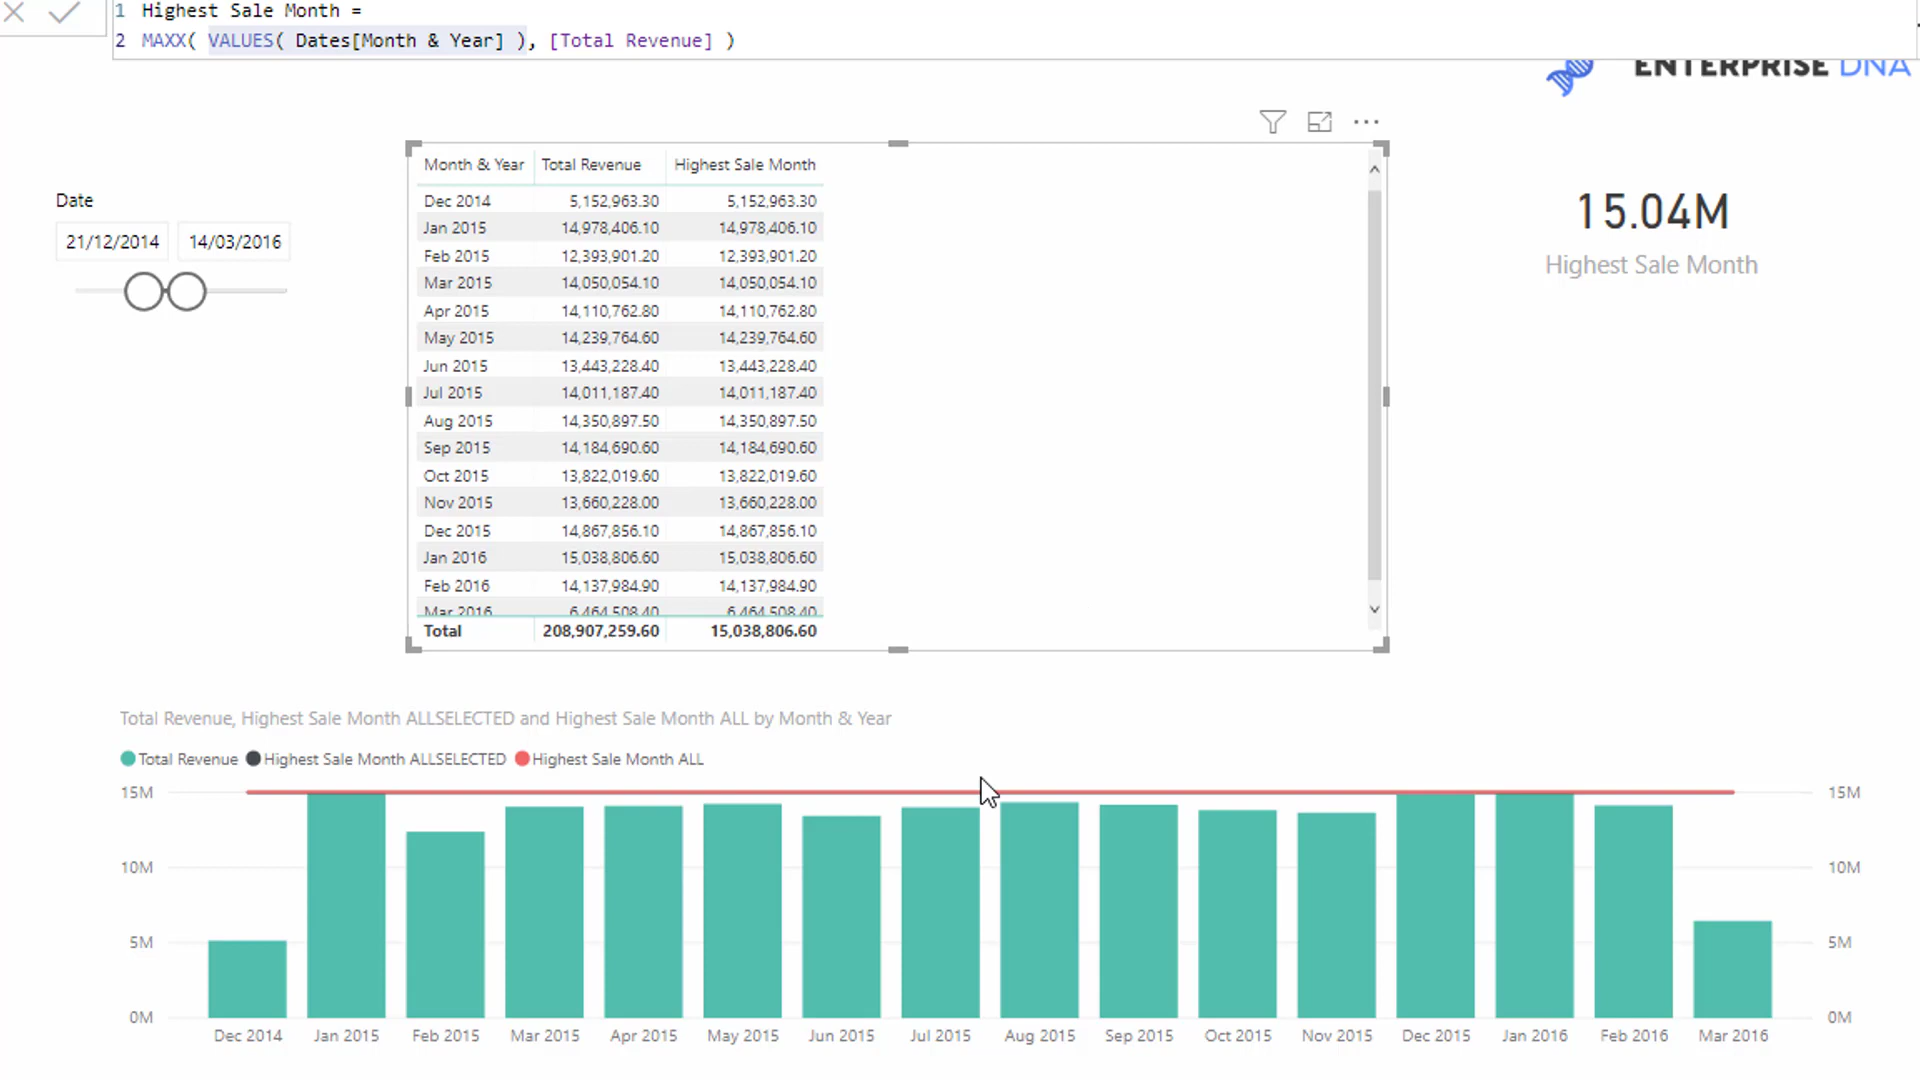 1 Highest Sale Month =
2 MAXX( VALUES( Dates[Month & Year] ), [Total Revenue] )
ENTERPRISE DNA
Date
21/12/2014 14/03/2016
Month & Year Total Revenue Highest Sale Month
Dec 2014 5,152,963.30 5,152,963.30
Jan 2015 14,978,406.10 14,978,406.10
Feb 2015 12,393,901.20 12,393,901.20
Mar 2015 14,050,054.10 14,050,054.10
Apr 2015 14,110,762.80 14,110,762.80
May 2015 14,239,764.60 14,239,764.60
Jun 2015 13,443,228.40 13,443,228.40
Jul 2015 14,011,187.40 14,011,187.40
Aug 2015 14,350,897.50 14,350,897.50
Sep 2015 14,184,690.60 14,184,690.60
Oct 2015 13,822,019.60 13,822,019.60
Nov 2015 13,660,228.00 13,660,228.00
Dec 2015 14,867,856.10 14,867,856.10
Jan 2016 15,038,806.60 15,038,806.60
Feb 2016 14,137,984.90 14,137,984.90
Mar 2016 6,464,508.40 6,464,508.40
Total 208,907,259.60 15,038,806.60
15.04M
Highest Sale Month
Total Revenue, Highest Sale Month ALLSELECTED and Highest Sale Month ALL by Month & Year
Total Revenue Highest Sale Month ALLSELECTED Highest Sale Month ALL
15M 15M
10M 10M
5M 5M
0M 0M
Dec 2014 Jan 2015 Feb 2015 Mar 2015 Apr 2015 May 2015 Jun 2015 Jul 2015 Aug 2015 Sep 2015 Oct 2015 Nov 2015 Dec 2015 Jan 2016 Feb 2016 Mar 2016